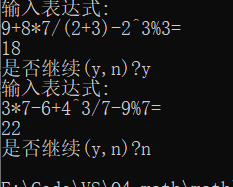 输入表达式:
9+8*7/(2+3)-2^3%3=
18
是否继续(y,n)?y
输入表达式:
3*7-6+4^3/7-9%7=
22
是否继续(y,n)?n